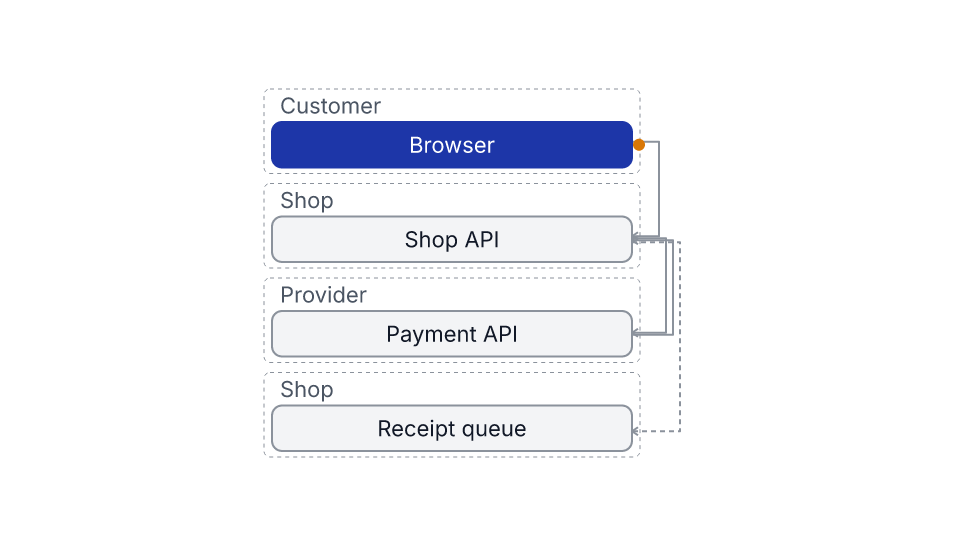 Customer
Browser
Shop
Shop API
Provider
Payment API
Shop
Receipt queue